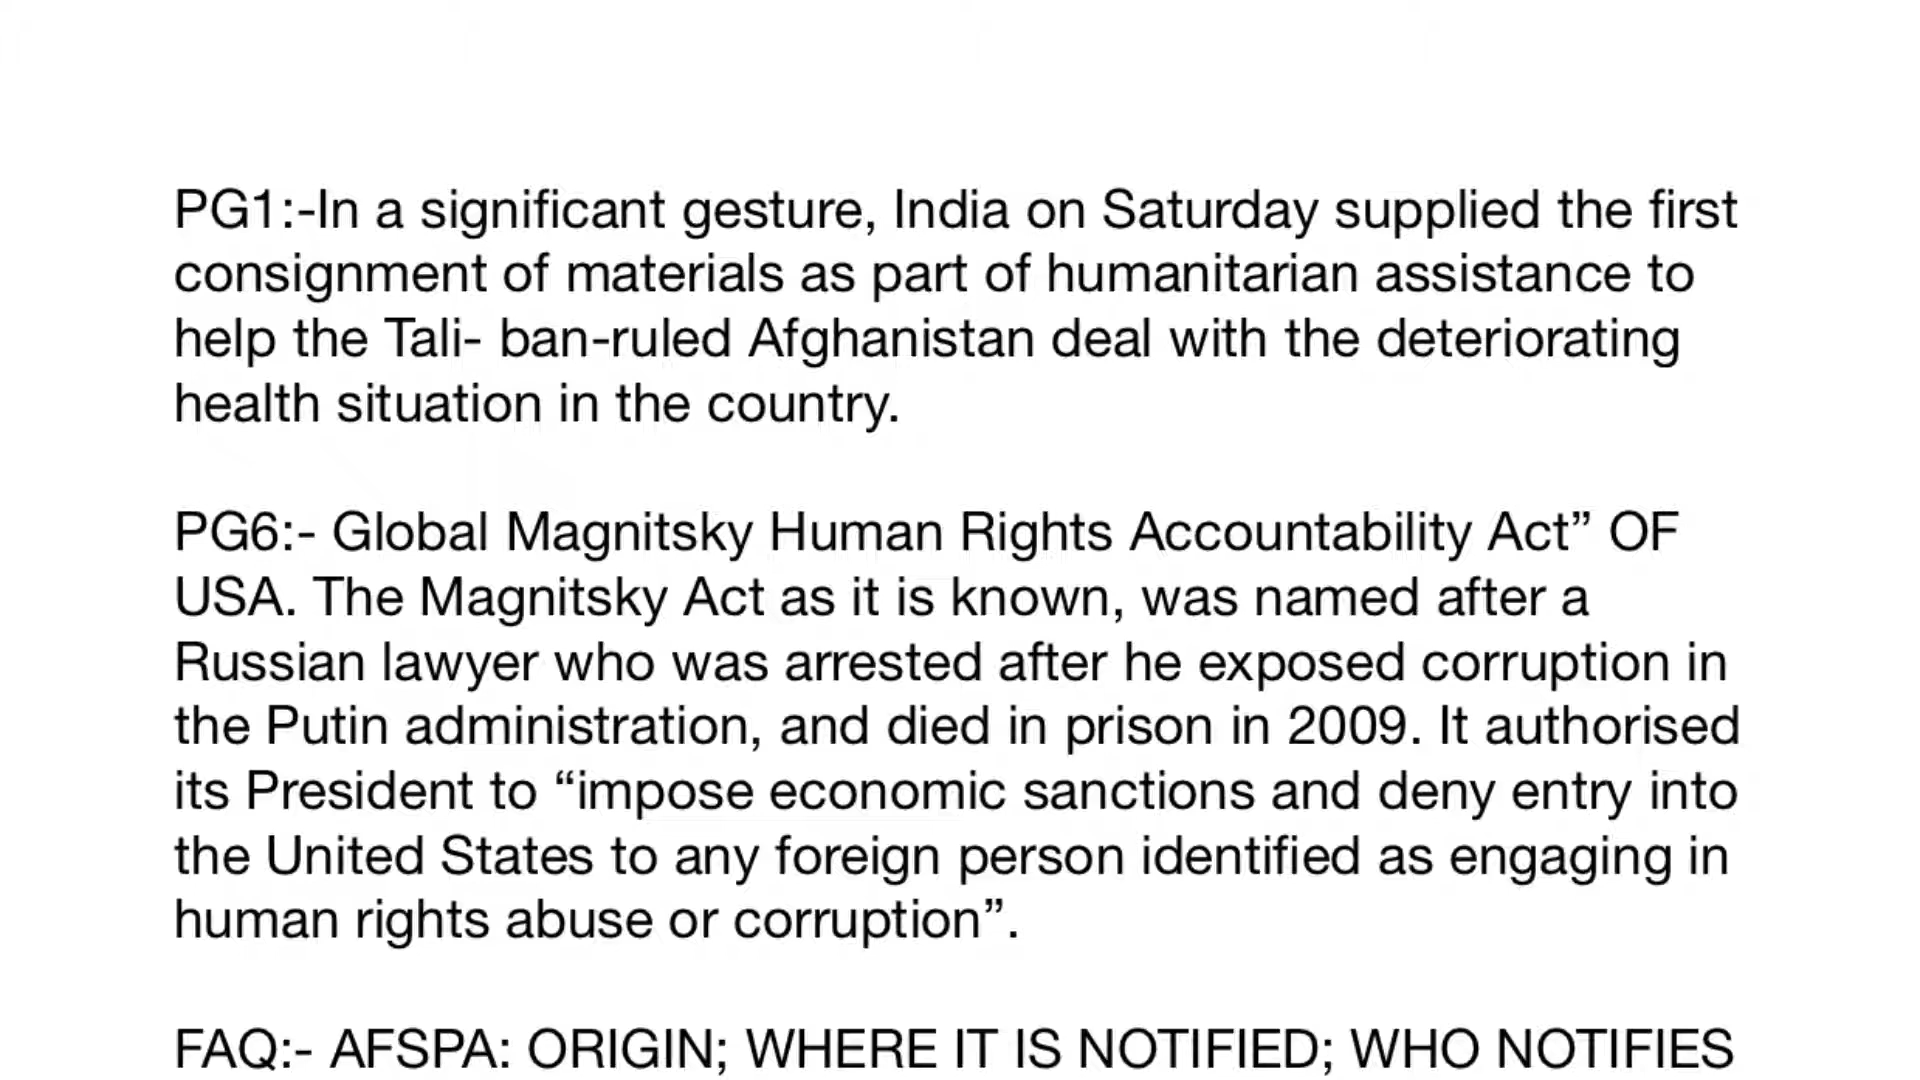 PG1:-In a significant gesture, India on Saturday supplied the first
consignment of materials as part of humanitarian assistance to
help the Tali- ban-ruled Afghanistan deal with the deteriorating
health situation in the country.
PG6:- Global Magnitsky Human Rights Accountability Act” OF
USA. The Magnitsky Act as it is known, was named after a
Russian lawyer who was arrested after he exposed corruption in
the Putin administration, and died in prison in 2009. It authorised
its President to “impose economic sanctions and deny entry into
the United States to any foreign person identified as engaging in
human rights abuse or corruption”.
FAQ:- AFSPA: ORIGIN; WHERE IT IS NOTIFIED; WHO NOTIFIES